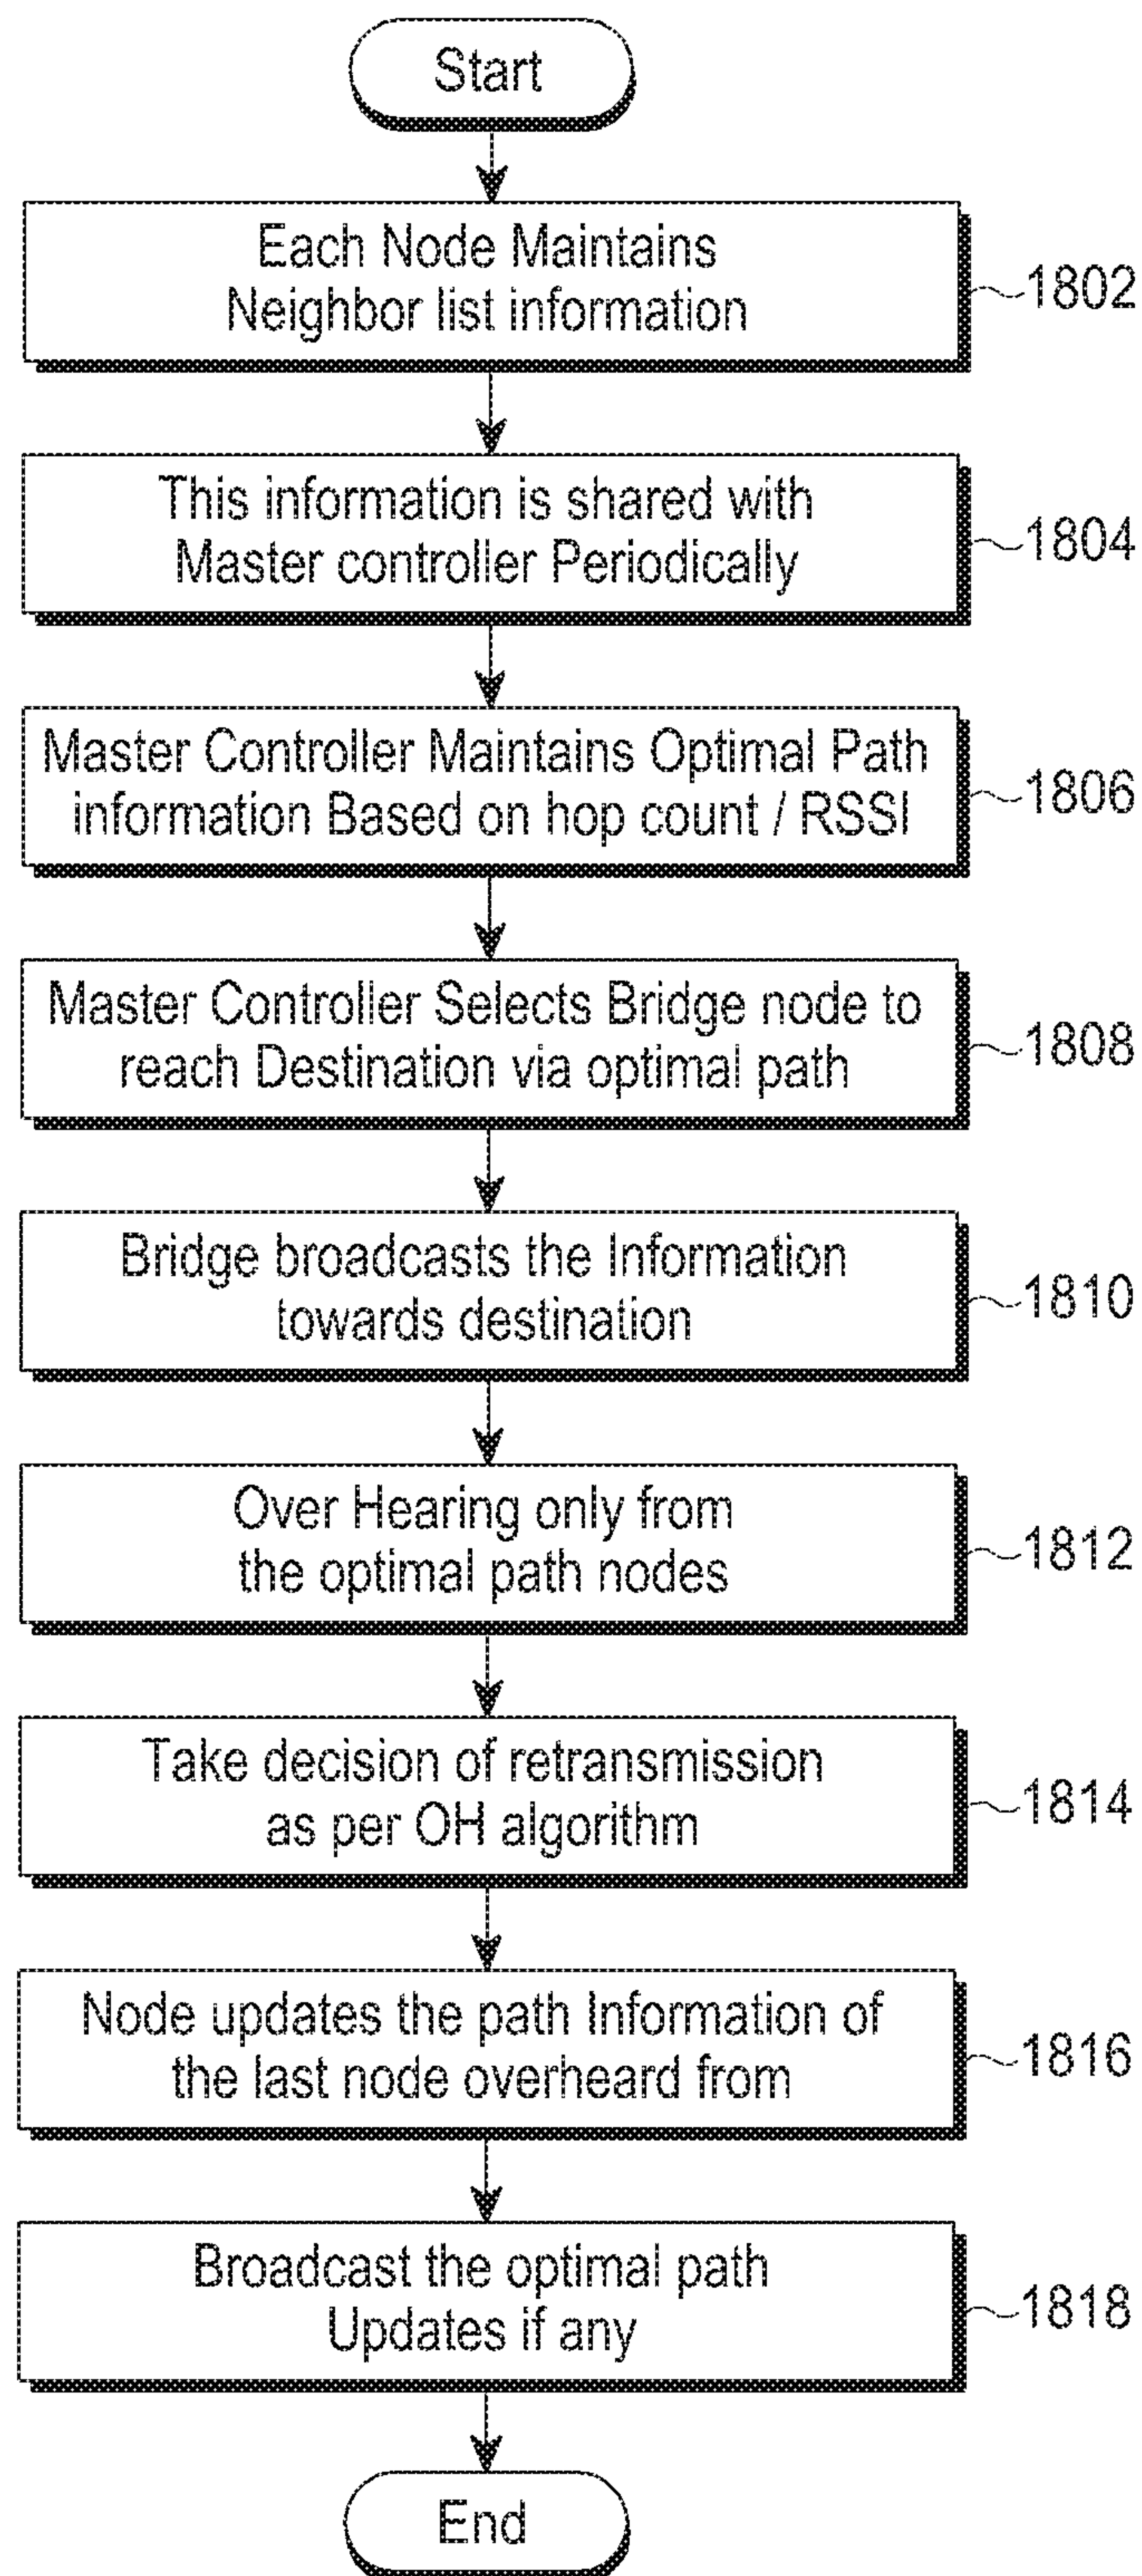 Start
Each Node Maintains
Neighbor list information
1802
This information is shared with
Master controller Periodically
1804
Master Controller Maintains Optimal Path
information Based on hop count / RSSI
1806
Master Controller Selects Bridge node to
reach Destination via optimal path
1808
Bridge broadcasts the Information
towards destination
1810
Over Hearing only from
the optimal path nodes
1812
Take decision of retransmission
as per OH algorithm
1814
Node updates the path Information of
the last node overheard from
1816
Broadcast the optimal path
Updates if any
1818
End